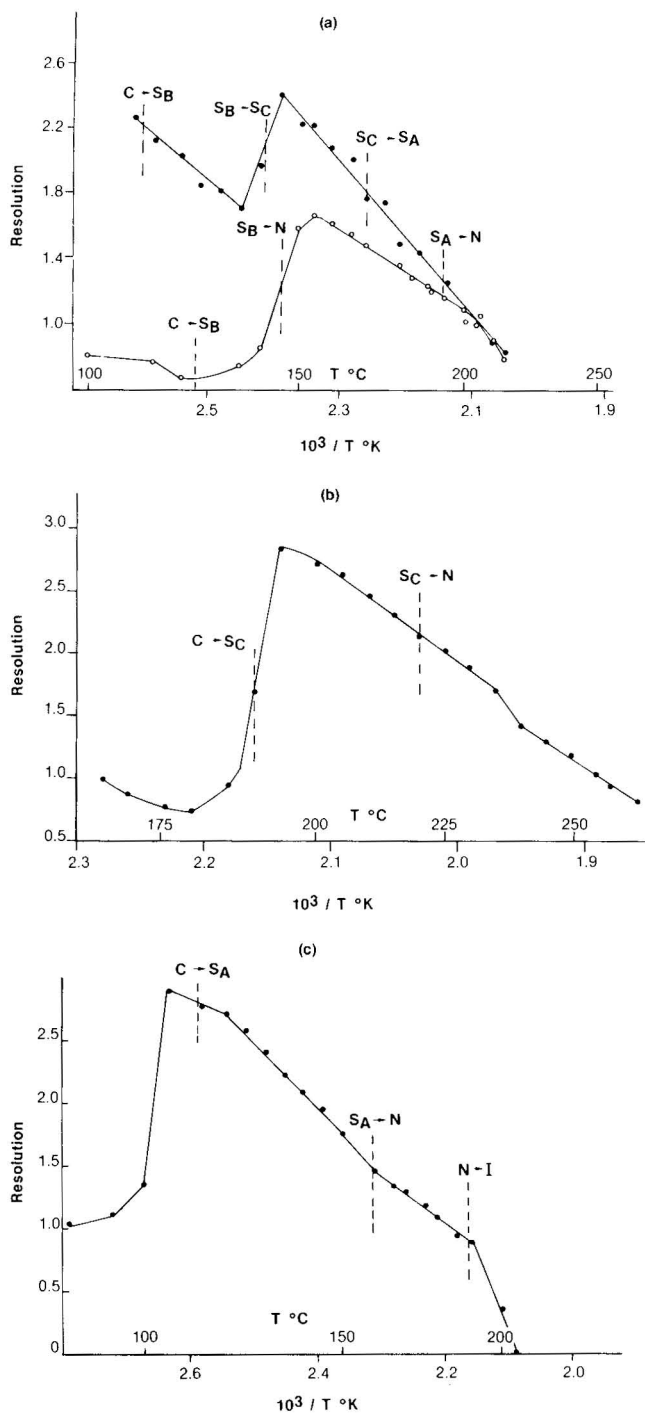 (a)
2.6
2.2
1.8
1.4
1.0
Resolution
C → SB
SB → SC
SC → SA
SB → N
SA → N
C → SB
100 150 T °C 200 250
2.5 2.3 2.1 1.9
10³ / T °K
(b)
3.0
2.5
2.0
1.5
1.0
0.5
Resolution
SC → N
C → SC
175 200 T °C 225 250
2.3 2.2 2.1 2.0 1.9
10³ / T °K
(c)
2.5
2.0
1.5
1.0
0.5
0
Resolution
C → SA
SA → N
N → I
T °C
100 150 200
2.6 2.4 2.2 2.0
10³ / T °K